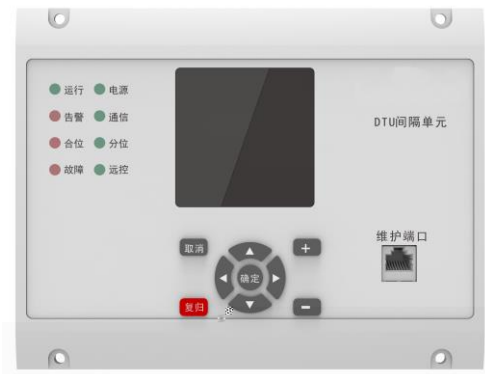 运行 电源
告警 通信
合位 分位
故障 远控
DTU间隔单元
维护端口
取消 +
确定
复归 -